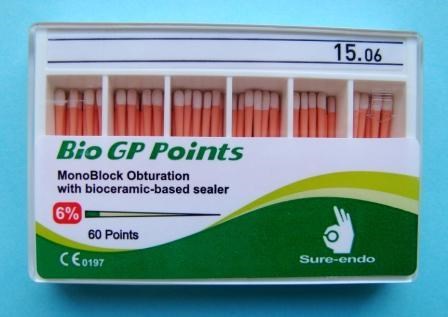 15.06
Bio GP Points
MonoBlock Obturation
with bioceramic-based sealer
6%
60 Points
CE 0197
Sure-endo